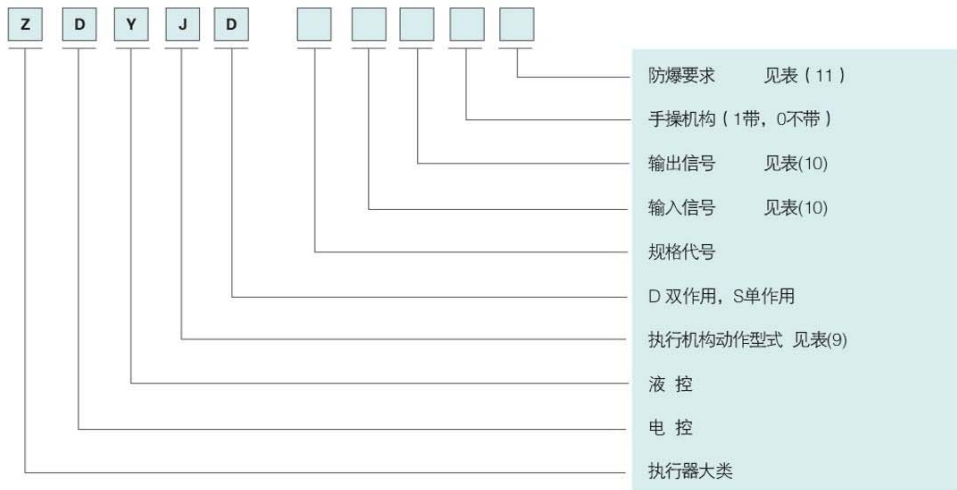 Z D Y J D
防爆要求 见表（11）
手操机构（1带，0不带）
输出信号 见表(10)
输入信号 见表(10)
规格代号
D 双作用，S单作用
执行机构动作型式 见表(9)
液 控
电 控
执行器大类